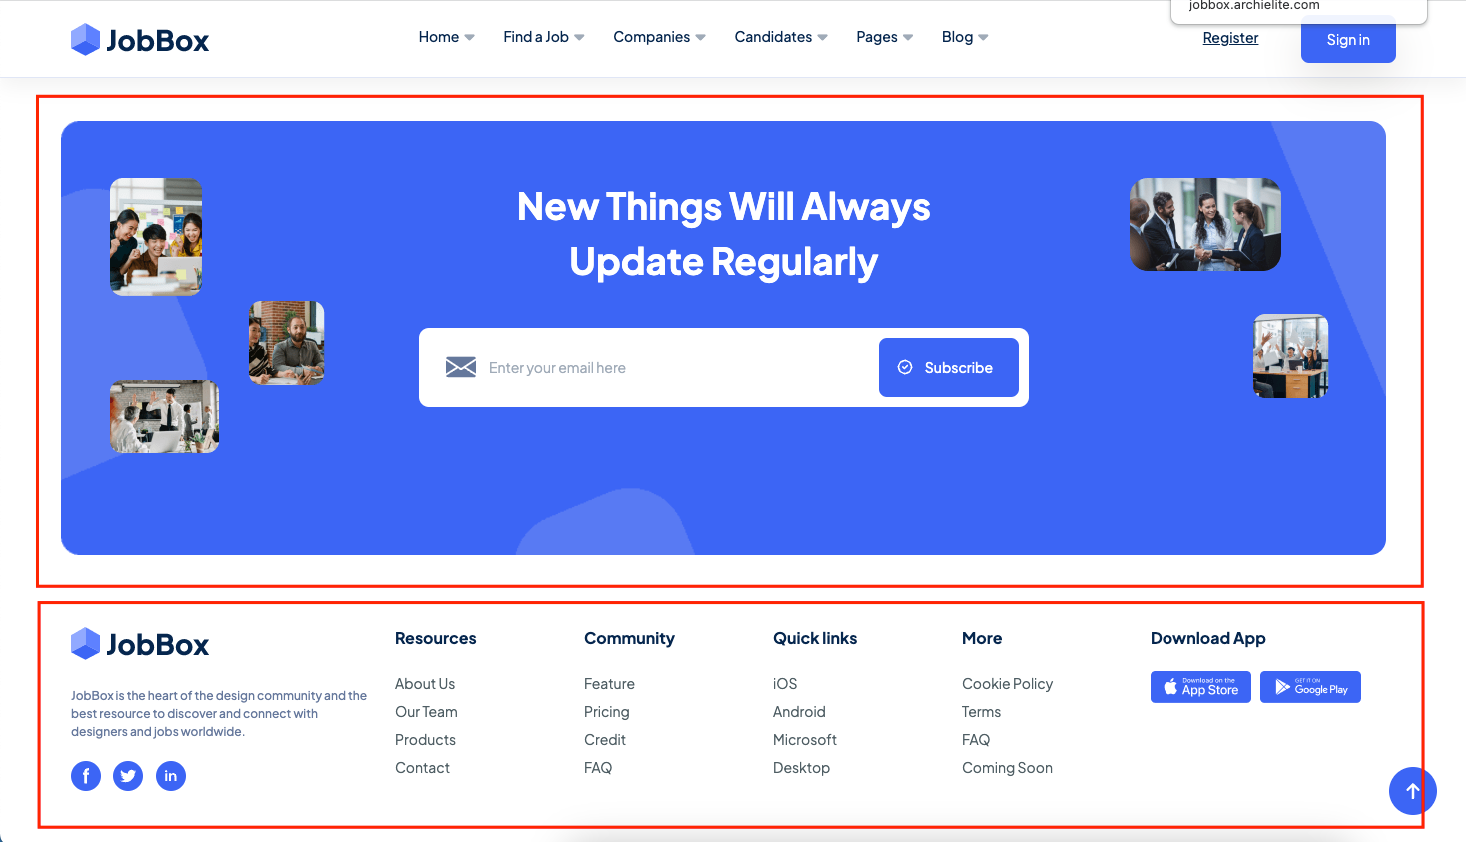 jobbox.archielite.com
JobBox
Home
Find a Job
Companies
Candidates
Pages
Blog
Register
Sign in
New Things Will Always
Update Regularly
Enter your email here
Subscribe
JobBox
JobBox is the heart of the design community and the
best resource to discover and connect with
designers and jobs worldwide.
f
in
Resources
About Us
Our Team
Products
Contact
Community
Feature
Pricing
Credit
FAQ
Quick links
iOS
Android
Microsoft
Desktop
More
Cookie Policy
Terms
FAQ
Coming Soon
Download App
Download on the
App Store
GET IT ON
Google Play